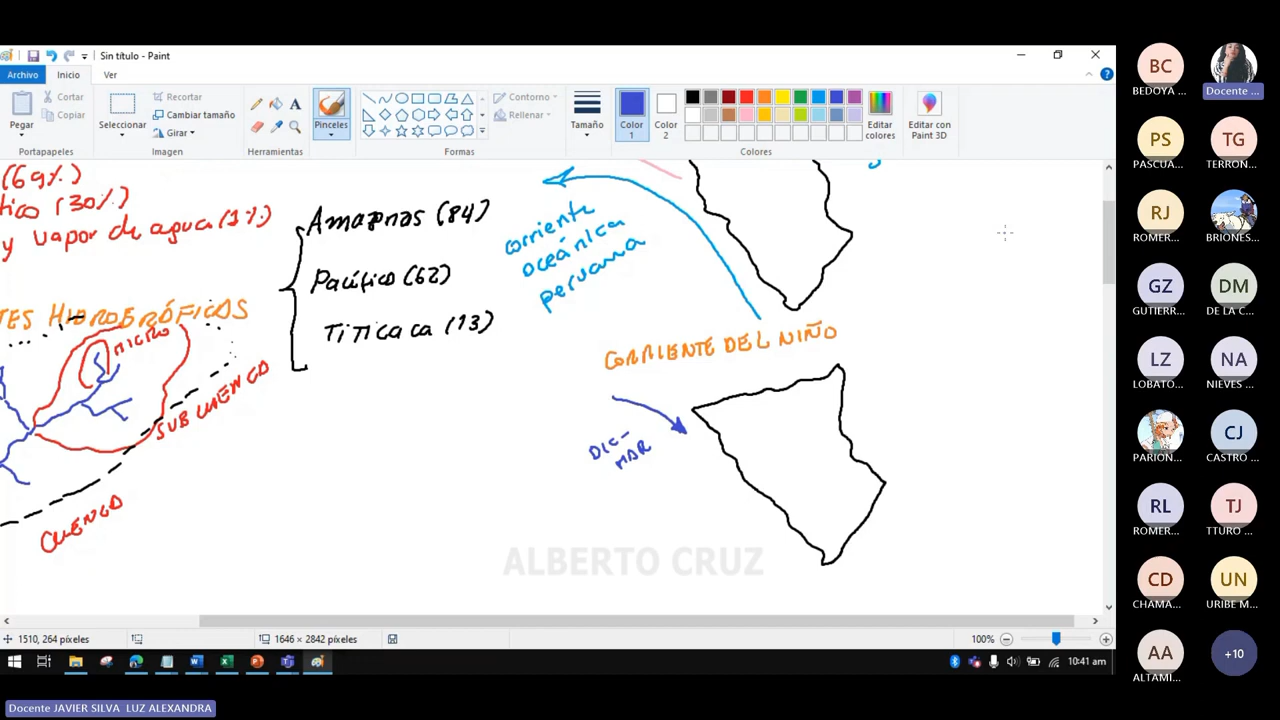 Sin título - Paint
Archivo
Inicio
Ver
Pegar
Cortar
Copiar
Portapapeles
Seleccionar
Recortar
Cambiar tamaño
Girar
Imagen
Herramientas
Pinceles
Contorno
Rellenar
Formas
Tamaño
Color
1
Color
2
Editar
colores
Editar con
Paint 3D
Colores
(69%)
tico (30%)
y vapor de agua (1%)
Amazonas (84)
Pacífico (62)
Titicaca (13)
corriente
oceánica
peruana
TES HIDROGRÁFICOS
MICRO
SUB CUENCA
CUENCA
CORRIENTE DEL NIÑO
DIC-
MAR
ALBERTO CRUZ
1510, 264 píxeles
1646 × 2842 píxeles
100%
10:41 am
Docente JAVIER SILVA LUZ ALEXANDRA
BC
BEDOYA ...
Docente ...
PS
PASCUA...
TG
TERRON...
RJ
ROMER...
BRIONES...
GZ
GUTIERR...
DM
DE LA C...
LZ
LOBATO...
NA
NIEVES ...
PARION...
CJ
CASTRO ...
RL
ROMER...
TJ
TTURO ...
CD
CHAMA...
UN
URIBE M...
AA
ALTAMI...
+10